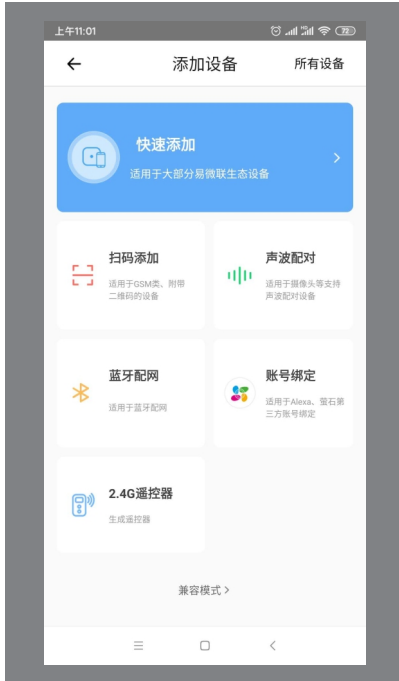 上午11:01
72
添加设备
所有设备
快速添加
适用于大部分易微联生态设备
扫码添加
适用于GSM类、附带
二维码的设备
声波配对
适用于摄像头等支持
声波配对设备
蓝牙配网
适用于蓝牙配网
账号绑定
适用于Alexa、萤石第
三方账号绑定
2.4G遥控器
生成遥控器
兼容模式